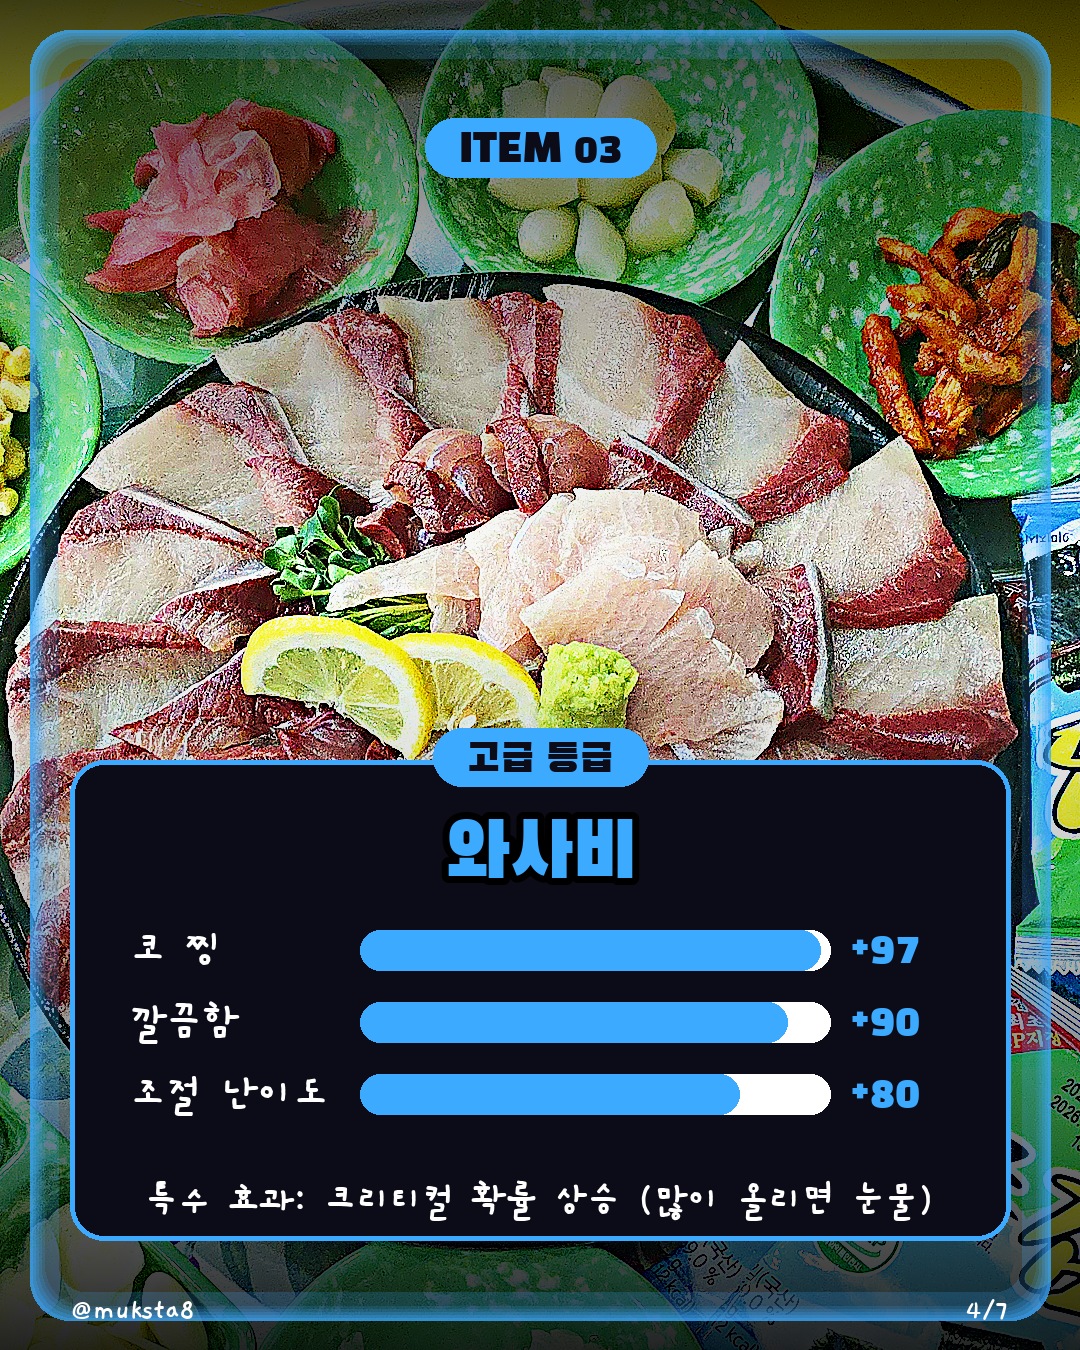 ITEM 03
고급 등급
와사비
코 찡 +97
깔끔함 +90
조절 난이도 +80
특수 효과: 크리티컬 확률 상승 (많이 올리면 눈물)
@muksta8
4/7